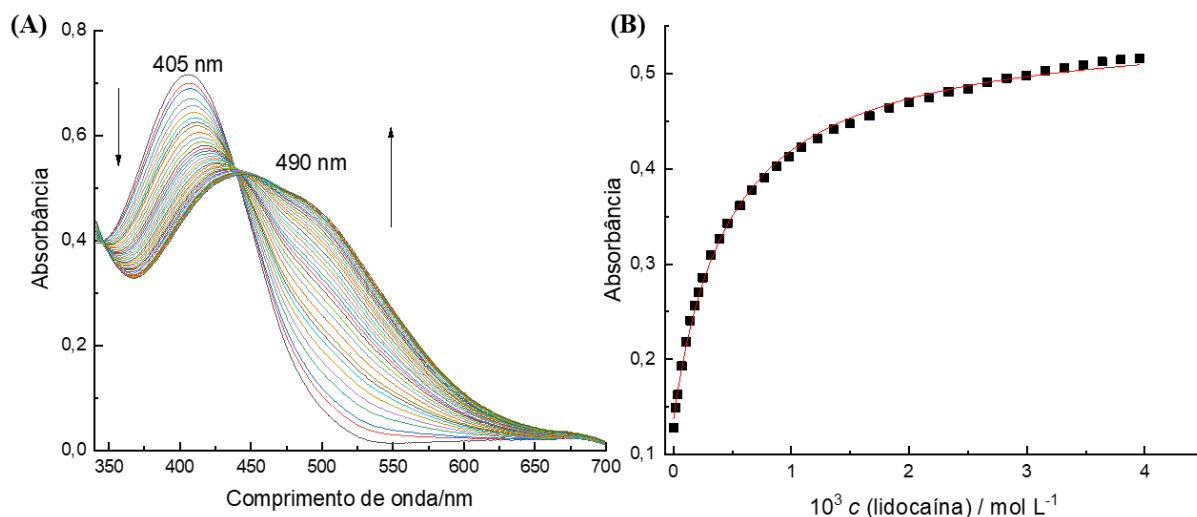 (A)
0,8
0,6
0,4
0,2
0,0
Absorbância
405 nm
490 nm
350 400 450 500 550 600 650 700
Comprimento de onda/nm
(B)
0,5
0,4
0,3
0,2
0,1
Absorbância
0 1 2 3 4
10³ c (lidocaína) / mol L⁻¹